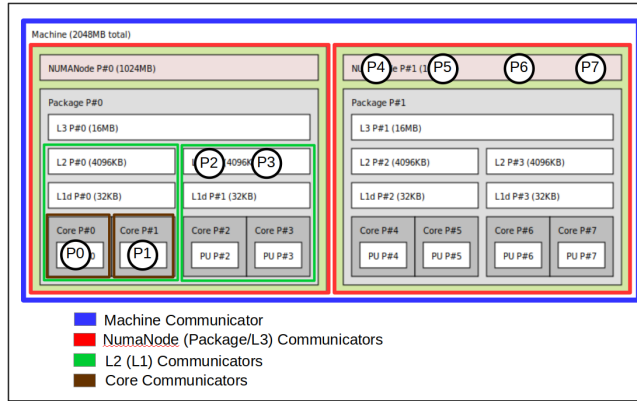 Machine (2048MB total)
NUMANode P#0 (1024MB)
P4 P5 P6 P7
Package P#0
Package P#1
L3 P#0 (16MB)
L3 P#1 (16MB)
L2 P#0 (4096KB)
P2
P3
L2 P#2 (4096KB)
L2 P#3 (4096KB)
L1d P#0 (32KB)
L1d P#1 (32KB)
L1d P#2 (32KB)
L1d P#3 (32KB)
Core P#0
Core P#1
Core P#2
Core P#3
Core P#4
Core P#5
Core P#6
Core P#7
P0
P1
PU P#2
PU P#3
PU P#4
PU P#5
PU P#6
PU P#7
Machine Communicator
NumaNode (Package/L3) Communicators
L2 (L1) Communicators
Core Communicators